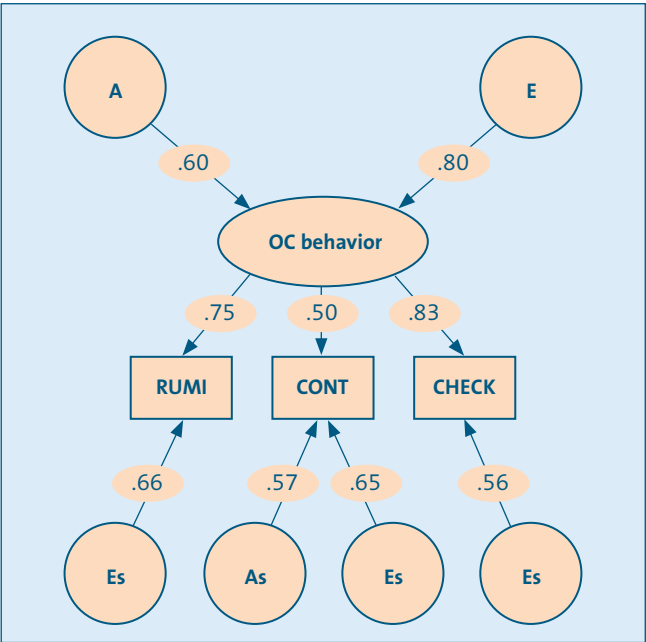 A E
.60 .80
OC behavior
.75 .50 .83
RUMI CONT CHECK
.66 .57 .65 .56
Es As Es Es